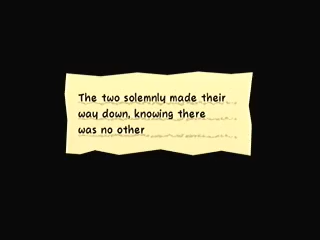 The two solemnly made their
way down, knowing there
was no other